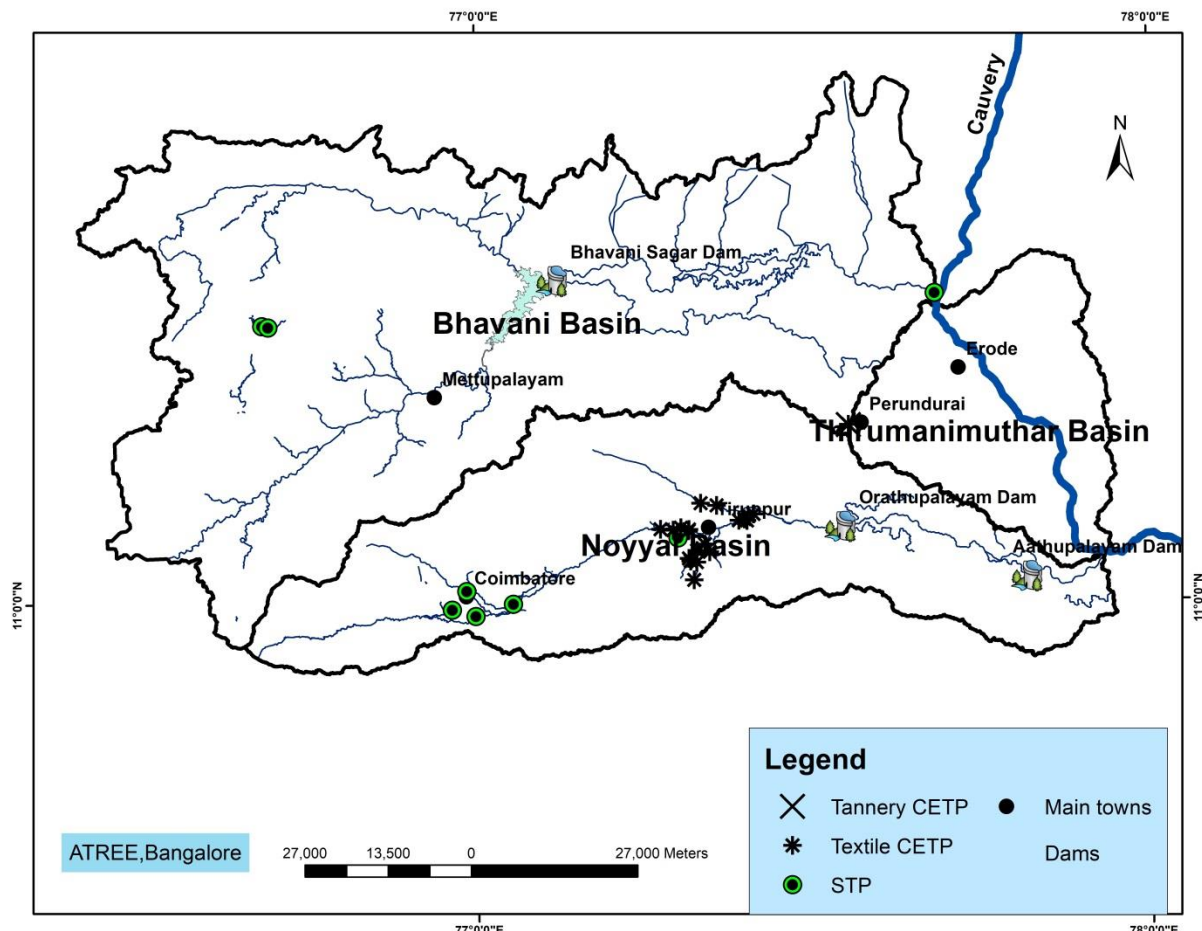 77°0'0"E
78°0'0"E
Cauvery
N
Bhavani Sagar Dam
Bhavani Basin
Erode
Mettupalayam
Perundurai
Thirumanimuthar Basin
Orathupalayam Dam
Tiruppur
Noyyal Basin
Aathupalayam Dam
Coimbatore
11°0'0"N
11°0'0"N
Legend
Tannery CETP
Main towns
Textile CETP
Dams
STP
ATREE,Bangalore
27,000 13,500 0 27,000 Meters
77°0'0"E
78°0'0"E